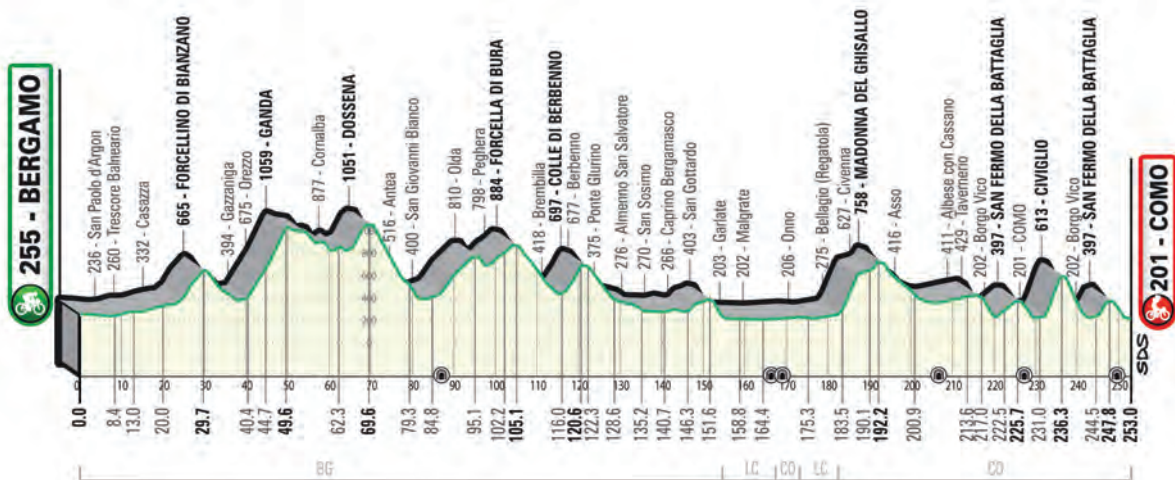 255 - BERGAMO
236 - San Paolo d'Argon
260 - Trescore Balneario
332 - Casazza
665 - FORCELLINO DI BIANZANO
394 - Gazzaniga
675 - Orezzo
1059 - GANDA
877 - Cornalba
1051 - DOSSENA
516 - Antea
400 - San Giovanni Bianco
810 - Olda
798 - Peghera
884 - FORCELLA DI BURA
418 - Brembilla
697 - COLLE DI BERBENNO
677 - Berbenno
375 - Ponte Giurino
276 - Almenno San Salvatore
270 - San Sosimo
266 - Caprino Bergamasco
403 - San Gottardo
203 - Garlate
202 - Malgrate
206 - Onno
275 - Bellagio (Regatola)
627 - Civenna
758 - MADONNA DEL GHISALLO
416 - Asso
411 - Albese con Cassano
429 - Tavernerio
202 - Borgo Vico
397 - SAN FERMO DELLA BATTAGLIA
201 - COMO
613 - CIVIGLIO
202 - Borgo Vico
397 - SAN FERMO DELLA BATTAGLIA
201 - COMO
SDS
0 10 20 30 40 50 60 70 80 90 100 110 120 130 140 150 160 170 180 190 200 210 220 230 240 250
0.0 8.4 13.0 20.0 29.7 40.4 44.7 49.6 62.3 69.6 79.3 84.8 95.1 102.2 105.1 116.0 120.6 122.3 128.6 135.2 140.7 146.3 151.6 158.8 164.4 175.3 183.5 190.1 192.2 200.9 213.6 217.0 222.5 225.7 231.0 236.3 244.5 247.8 253.0
BG LC CO LC CO